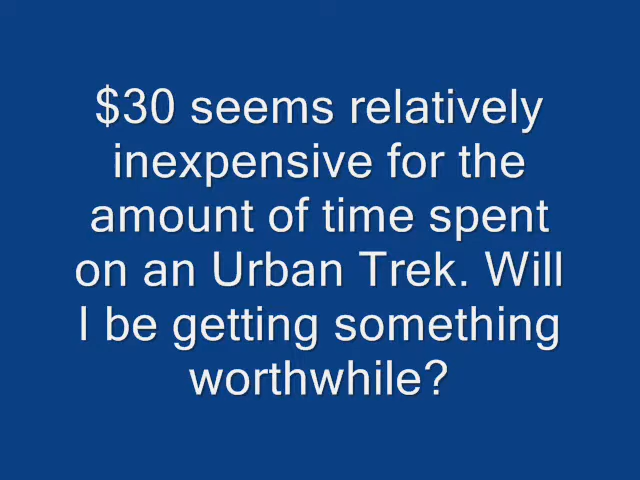 $30 seems relatively
inexpensive for the
amount of time spent
on an Urban Trek. Will
I be getting something
worthwhile?